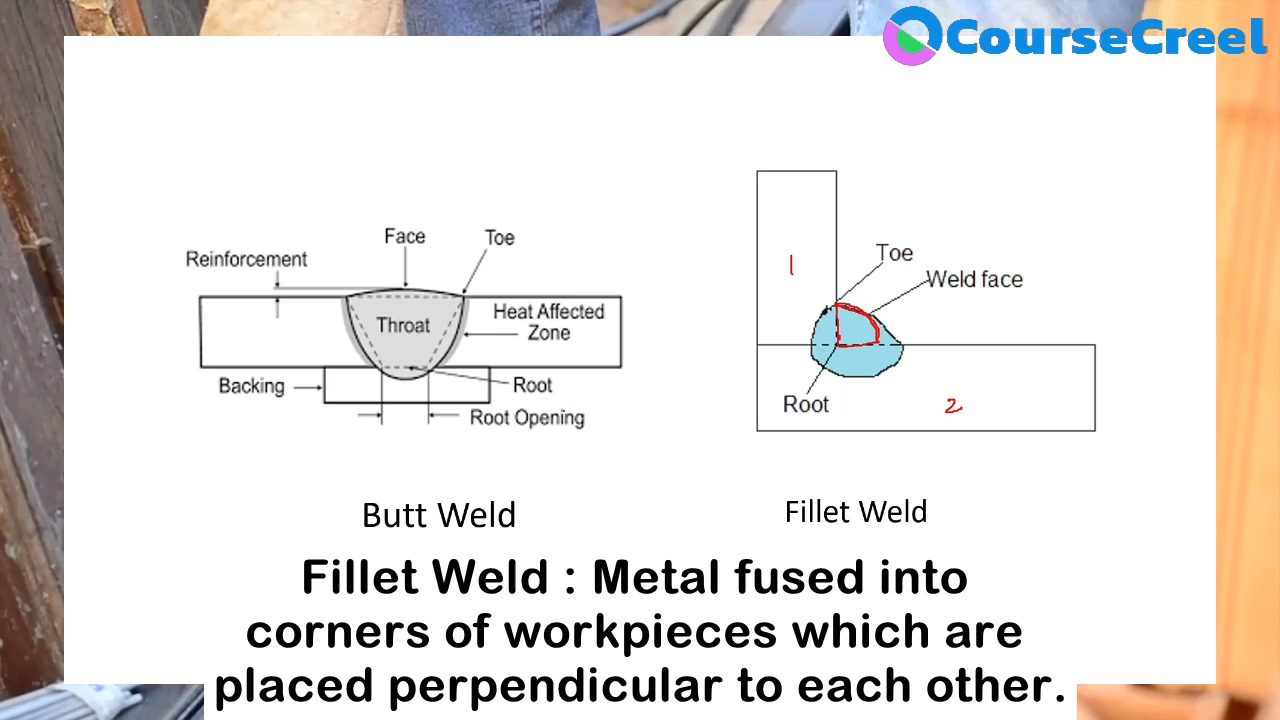 CourseCreel
Face
Toe
Reinforcement
Throat
Heat Affected
Zone
Backing
Root
Root Opening
Butt Weld
1
Toe
Weld face
Root
2
Fillet Weld
Fillet Weld : Metal fused into
corners of workpieces which are
placed perpendicular to each other.